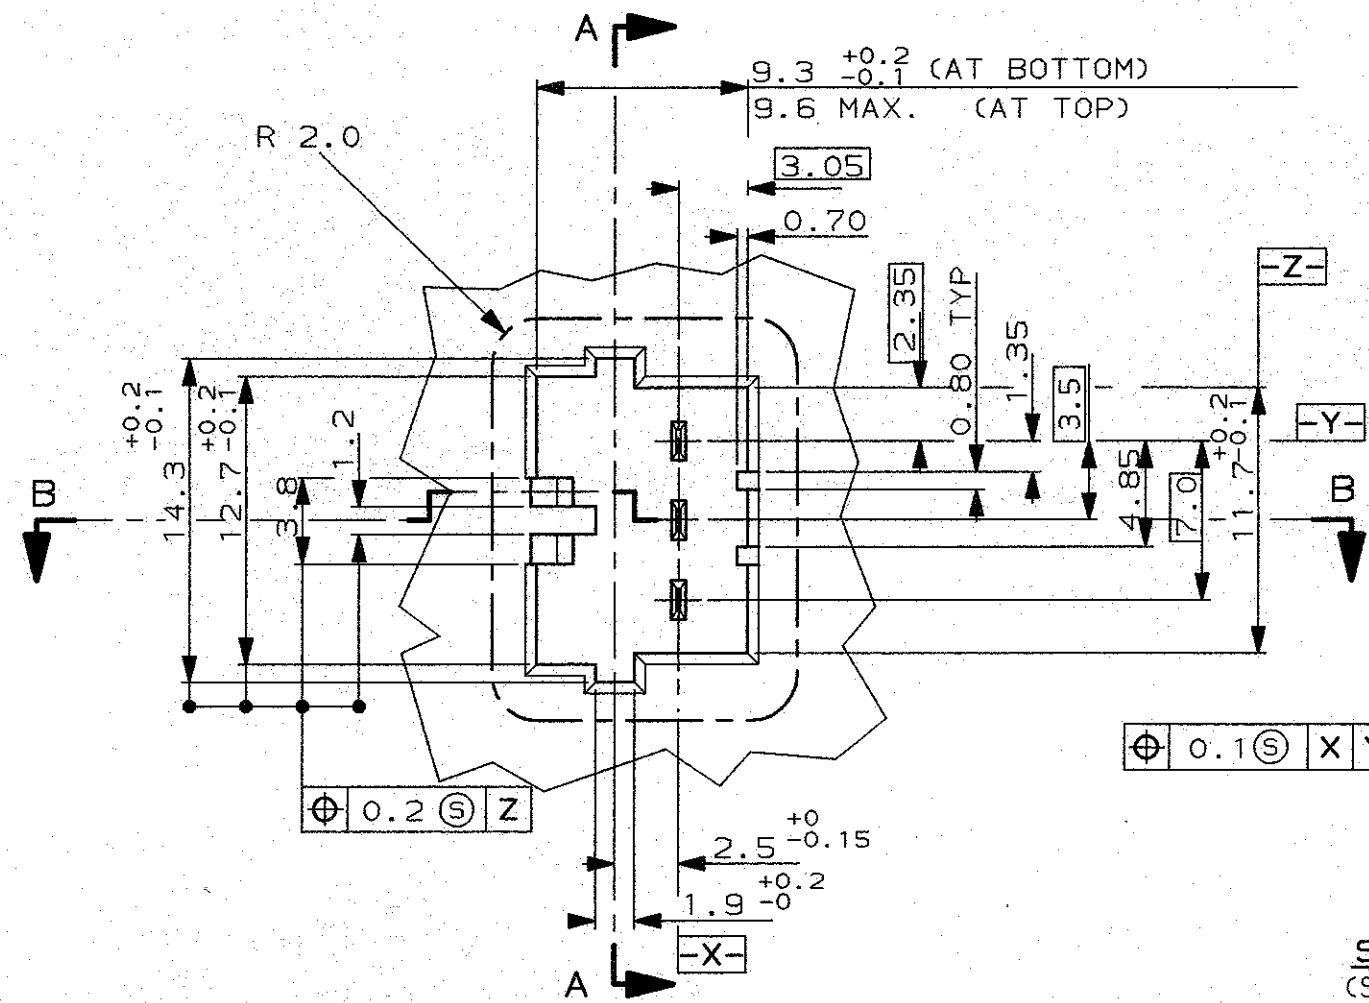 A
9.3 +0.2 -0.1 (AT BOTTOM)
9.6 MAX. (AT TOP)
R 2.0
3.05
0.70
-Z-
2.35
0.80 TYP
1.35
3.5
-Y-
14.3 +0.2 -0.1
12.7 +0.2 -0.1
3.8
1.2
4.85
7.0
11.7 +0.2 -0.1
B
B
⌖ 0.1 Ⓢ X
⌖ 0.2 Ⓢ Z
2.5 +0 -0.15
1.9 +0.2 -0
-X-
A